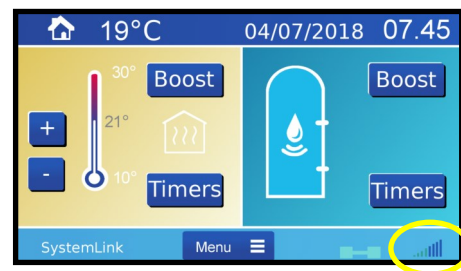 19°C 04/07/2018 07.45
30° Boost Boost
+ 21°
- 10° Timers Timers
SystemLink Menu